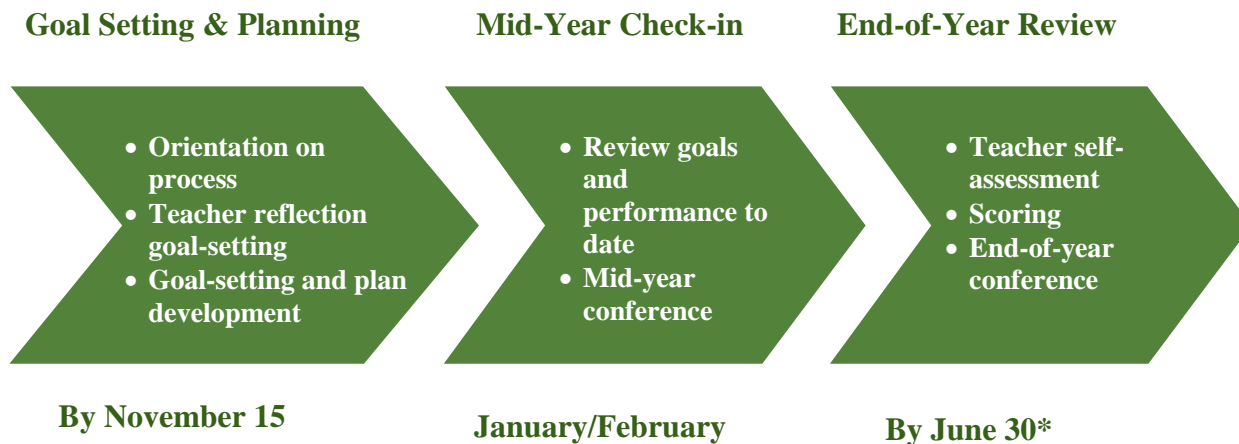 Goal Setting & Planning
Mid-Year Check-in
End-of-Year Review
• Orientation on
process
• Teacher reflection
goal-setting
• Goal-setting and plan
development
• Review goals
and
performance to
date
• Mid-year
conference
• Teacher self-
assessment
• Scoring
• End-of-year
conference
By November 15
January/February
By June 30*